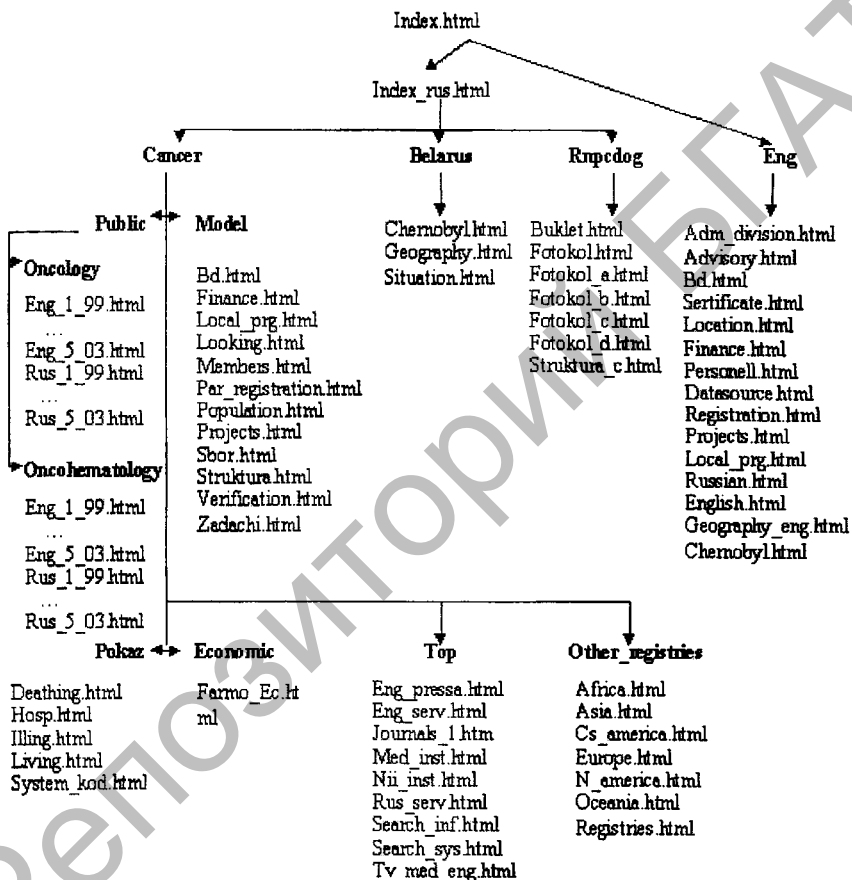 Index.html
Index_rus.html
Cancer
Belarus
Rnpcdog
Eng
Public
Model
Oncology
Eng_1_99.html
...
Eng_5_03.html
Rus_1_99.html
...
Rus_5_03.html
Oncohematology
Eng_1_99.html
...
Eng_5_03.html
Rus_1_99.html
...
Rus_5_03.html
Bd.html
Finance.html
Local_prg.html
Looking.html
Members.html
Par_registration.html
Population.html
Projects.html
Sbor.html
Struktura.html
Verification.html
Zadachi.html
Chernobyl.html
Geography.html
Situation.html
Buklet.html
Fotokol.html
Fotokol_a.html
Fotokol_b.html
Fotokol_c.html
Fotokol_d.html
Struktura_c.html
Adm_division.html
Advisory.html
Bd.html
Sertificate.html
Location.html
Finance.html
Personell.html
Datasource.html
Registration.html
Projects.html
Local_prg.html
Russian.html
English.html
Geography_eng.html
Chernobyl.html
Pokaz
Economic
Top
Other_registries
Deathing.html
Hosp.html
Illing.html
Living.html
System_kod.html
Farmo_Ec.ht
ml
Eng_pressa.html
Eng_serv.html
Journals_1.htm
Med_inst.html
Nii_inst.html
Rus_serv.html
Search_inf.html
Search_sys.html
Tv_med_eng.html
Africa.html
Asia.html
Cs_america.html
Europe.html
N_america.html
Oceania.html
Registries.html
Репозиторий БГАТ